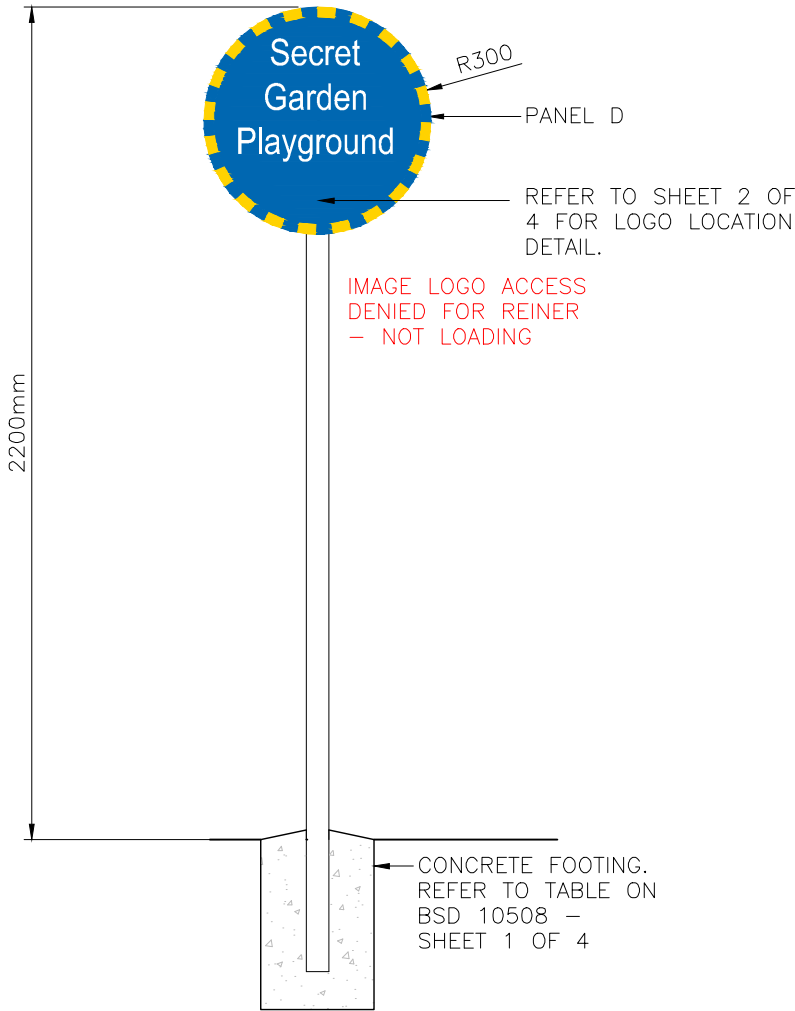 Secret
Garden
Playground
R300
PANEL D
REFER TO SHEET 2 OF
4 FOR LOGO LOCATION
DETAIL.
IMAGE LOGO ACCESS
DENIED FOR REINER
– NOT LOADING
2200mm
CONCRETE FOOTING.
REFER TO TABLE ON
BSD 10508 –
SHEET 1 OF 4